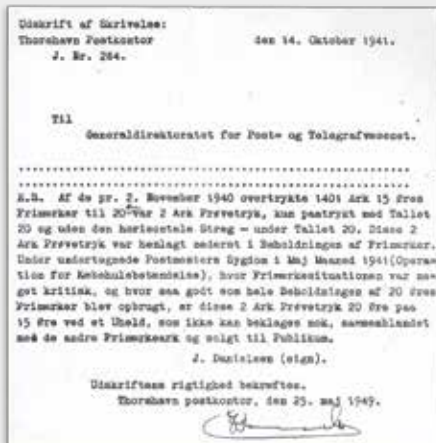 Udskrift af Skrivelse:
Thorshavn Postkontor den 14. Oktober 1941.
J. Nr. 264.
Til
Generaldirektoratet for Post- og Telegrafvæsenet.
................................................
................................................
N.B. Af de pr. 2. November 1940 overtrykte 1401 Ark 15 Øres
Frimærker til 20 var 2 Ark Prøvetryk, kun paatrykt med Tallet
20 og uden den horisontale Streg - under Tallet 20. Disse 2
Ark Prøvetryk var henlagt nederst i Beholdningen af Frimærker.
Under undertegnede Postmesters Sygdom i Maj Maaned 1941(Opera-
tion for Galdeblærebetændelse), hvor Frimærkesituationen var no-
get kritisk, og hvor saa godt som hele Beholdningen af 20 Øres
Frimærker blev opbrugt, er disse 2 Ark Prøvetryk 20 Øre paa
15 Øre ved et Uheld, som ikke kan beklages nok, sammenblandet
med de andre Frimærkeark og solgt til Publikum.
J. Danielsen (sign).
Udskriftens rigtighed bekræftes.
Thorshavn postkontor, den 25. maj 1949.